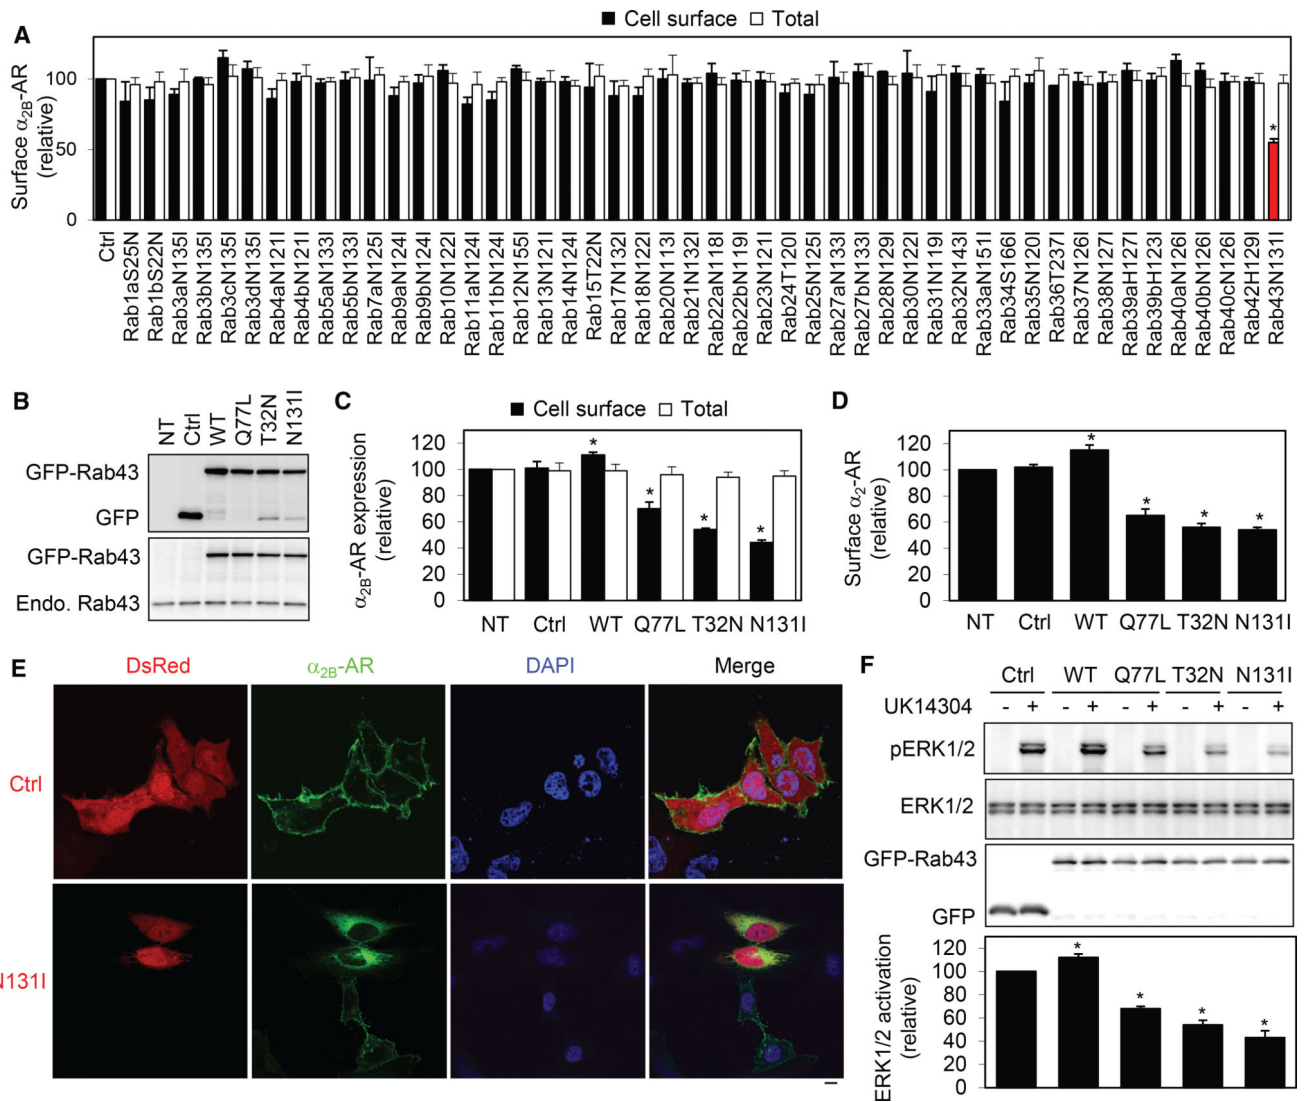 A
■ Cell surface □ Total
Surface α2B-AR
(relative)
100
50
0
*
Ctrl
Rab1aS25N
Rab1bS22N
Rab3aN135I
Rab3bN135I
Rab3cN135I
Rab3dN135I
Rab4aN121I
Rab4bN121I
Rab5aN133I
Rab5bN133I
Rab7aN125I
Rab9aN124I
Rab9bN124I
Rab10N122I
Rab11aN124I
Rab11bN124I
Rab12N155I
Rab13N121I
Rab14N124I
Rab15T22N
Rab17N132I
Rab18N122I
Rab20N113I
Rab21N132I
Rab22aN118I
Rab22bN119I
Rab23N121I
Rab24T120I
Rab25N125I
Rab27aN133I
Rab27bN133I
Rab28N129I
Rab30N122I
Rab31N119I
Rab32N143I
Rab33aN151I
Rab34S166I
Rab35N120I
Rab36T237I
Rab37N126I
Rab38N127I
Rab39aH127I
Rab39bH123I
Rab40aN126I
Rab40bN126I
Rab40cN126I
Rab42H129I
Rab43N131I
B
NT Ctrl WT Q77L T32N N131I
GFP-Rab43
GFP
GFP-Rab43
Endo. Rab43
C
■ Cell surface □ Total
α2B-AR expression
(relative)
120
100
80
60
40
20
0
* * * *
NT Ctrl WT Q77L T32N N131I
D
Surface α2-AR
(relative)
120
100
80
60
40
20
0
* * * *
NT Ctrl WT Q77L T32N N131I
E
DsRed α2B-AR DAPI Merge
Ctrl
N131I
F
Ctrl WT Q77L T32N N131I
UK14304 - + - + - + - + - +
pERK1/2
ERK1/2
GFP-Rab43
GFP
ERK1/2 activation
(relative)
120
100
80
60
40
20
0
* * * *